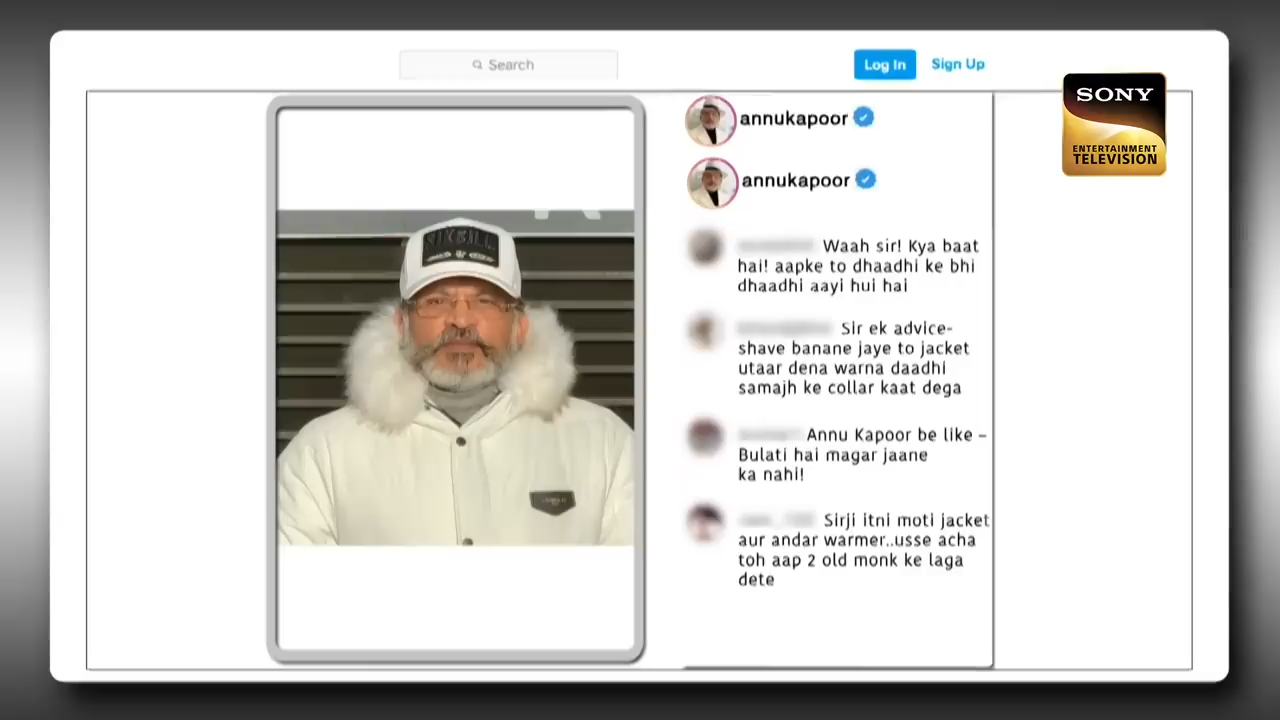 Search
Log In
Sign Up
SONY
ENTERTAINMENT
TELEVISION
annukapoor
annukapoor
Waah sir! Kya baat
hai! aapke to dhaadhi ke bhi
dhaadhi aayi hui hai
Sir ek advice-
shave banane jaye to jacket
utaar dena warna daadhi
samajh ke collar kaat dega
Annu Kapoor be like –
Bulati hai magar jaane
ka nahi!
Sirji itni moti jacket
aur andar warmer..usse acha
toh aap 2 old monk ke laga
dete